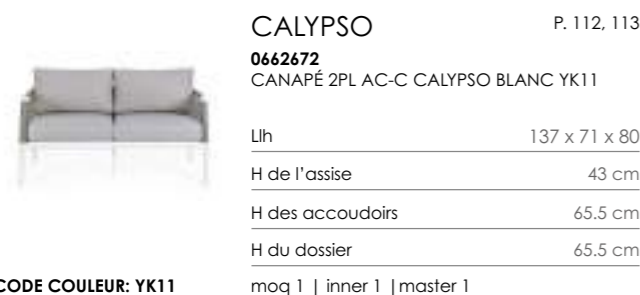 CALYPSO P. 112, 113
0662672
CANAPÉ 2PL AC-C CALYPSO BLANC YK11
Llh 137 x 71 x 80
H de l'assise 43 cm
H des accoudoirs 65.5 cm
H du dossier 65.5 cm
CODE COULEUR: YK11 moq 1 | inner 1 |master 1